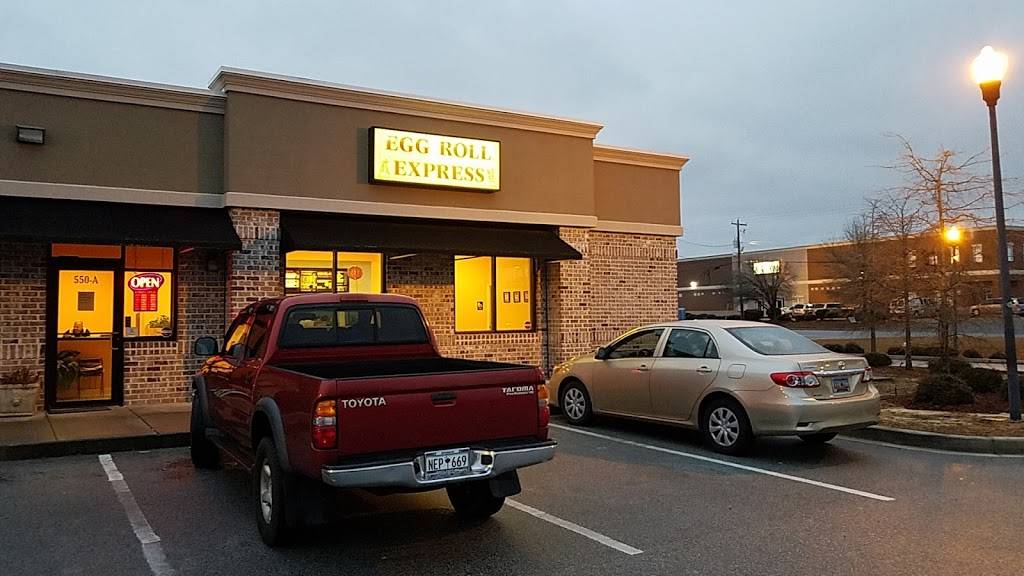 EGG ROLL
EXPRESS
550-A
OPEN
TOYOTA
TACOMA
NEP 669